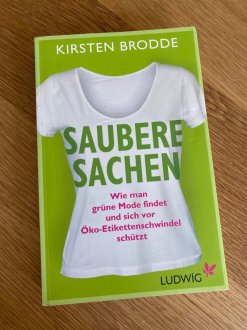 KIRSTEN BRODDE
SAUBERE
SACHEN
Wie man
grüne Mode findet
und sich vor
Öko-Etikettenschwindel
schützt
LUDWIG